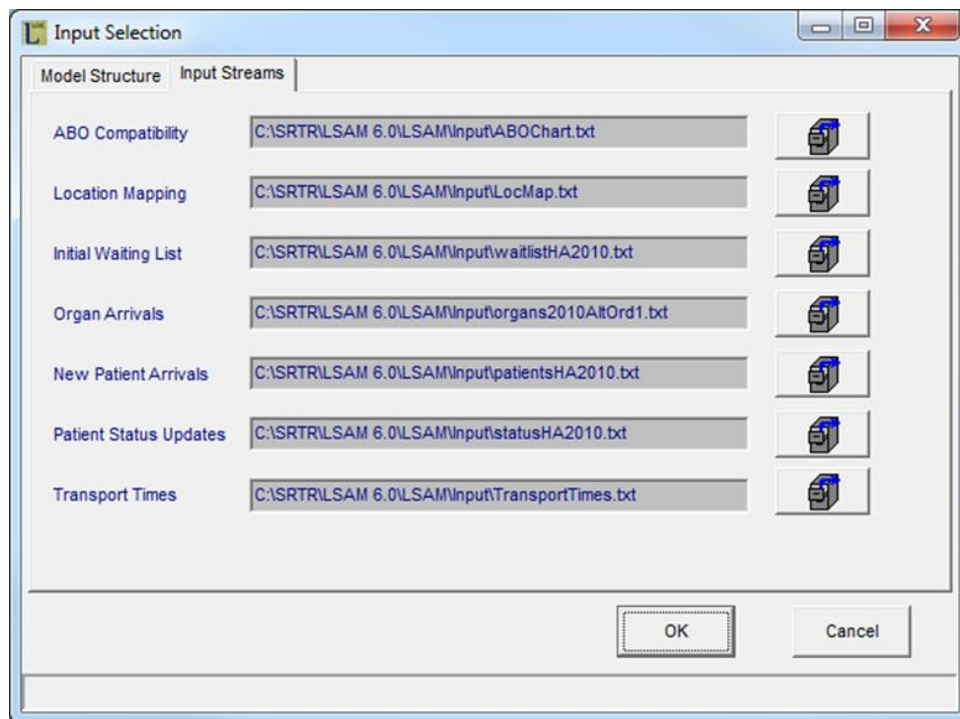 Input Selection
Model Structure Input Streams
ABO Compatibility C:\SRTR\LSAM 6.0\LSAM\Input\ABOChart.txt
Location Mapping C:\SRTR\LSAM 6.0\LSAM\Input\LocMap.txt
Initial Waiting List C:\SRTR\LSAM 6.0\LSAM\Input\waitlistHA2010.txt
Organ Arrivals C:\SRTR\LSAM 6.0\LSAM\Input\organs2010AltOrd1.txt
New Patient Arrivals C:\SRTR\LSAM 6.0\LSAM\Input\patientsHA2010.txt
Patient Status Updates C:\SRTR\LSAM 6.0\LSAM\Input\statusHA2010.txt
Transport Times C:\SRTR\LSAM 6.0\LSAM\Input\TransportTimes.txt
OK Cancel